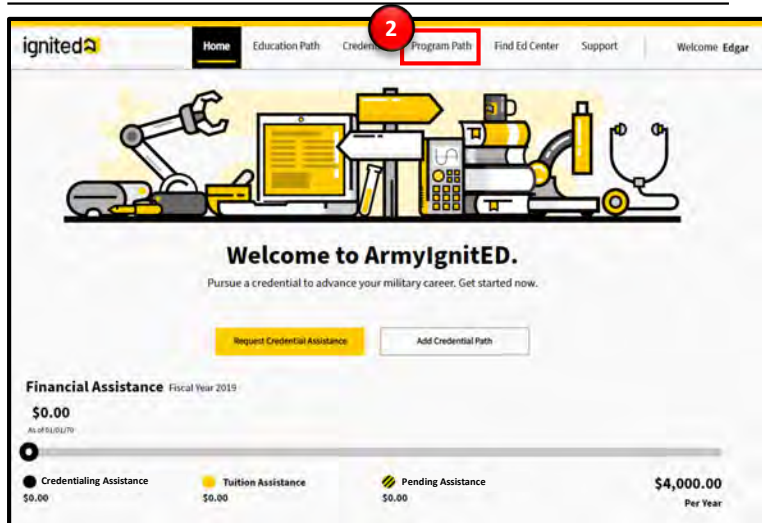 2
ignited
Home Education Path Program Path Find Ed Center Support Welcome Edgar
Welcome to ArmyIgnitED.
Pursue a credential to advance your military career. Get started now.
Request Credential Assistance Add Credential Path
Financial Assistance Fiscal Year 2019
$0.00
As of 01/01/70
Credentialing Assistance Tuition Assistance Pending Assistance $4,000.00
$0.00 $0.00 $0.00 Per Year